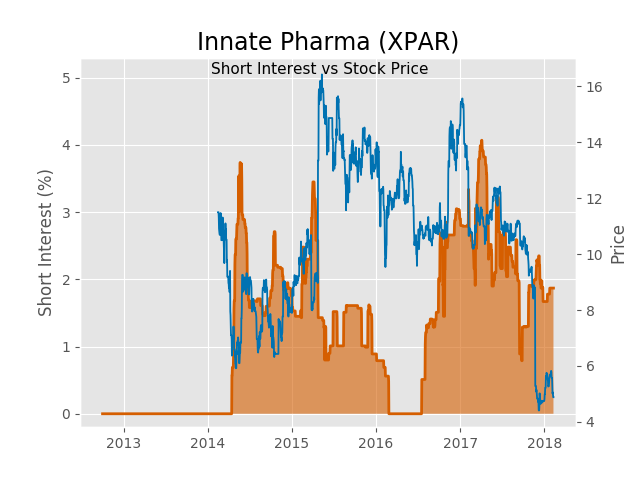 Innate Pharma (XPAR)
Short Interest vs Stock Price
5
4
3
2
1
0
Short Interest (%)
16
14
12
10
8
6
4
Price
2013 2014 2015 2016 2017 2018